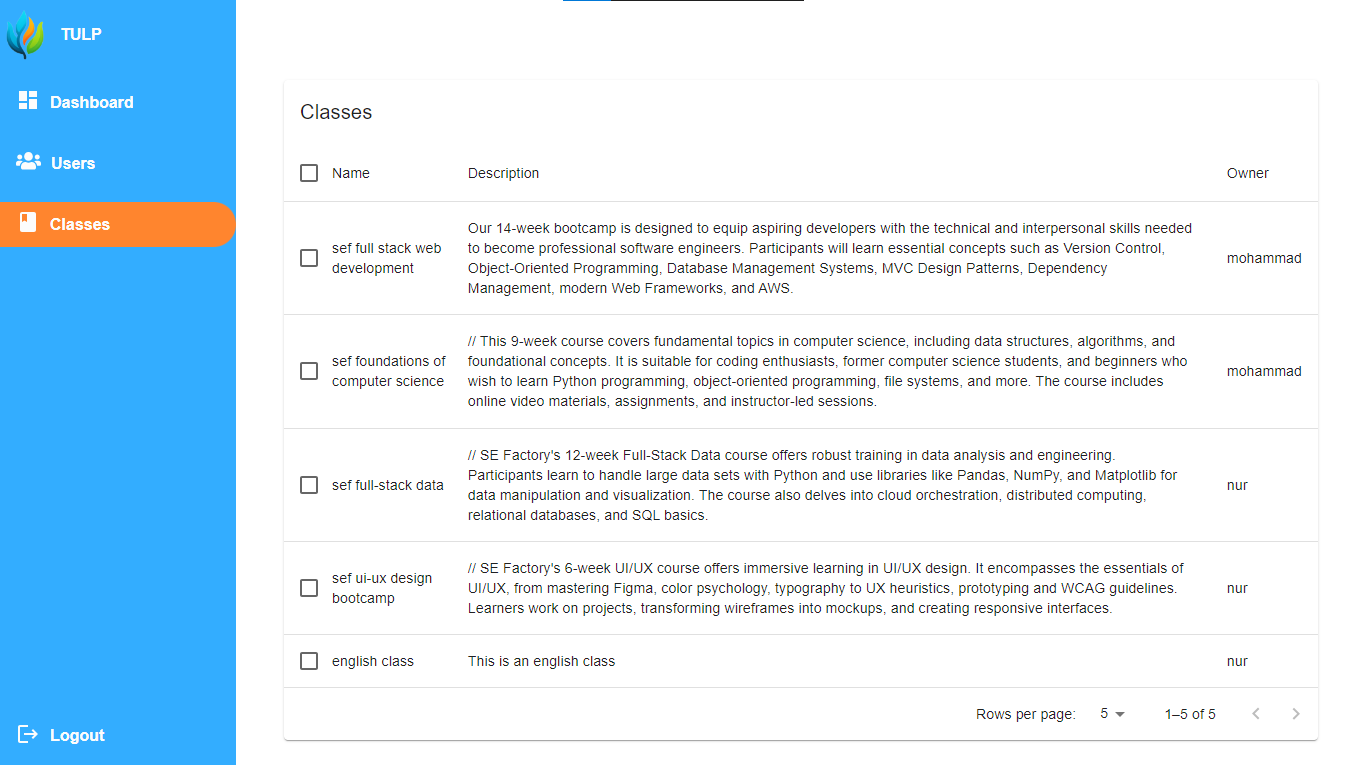 TULP
Dashboard
Users
Classes
Logout
Classes
Name Description Owner
sef full stack web
development
Our 14-week bootcamp is designed to equip aspiring developers with the technical and interpersonal skills needed
to become professional software engineers. Participants will learn essential concepts such as Version Control,
Object-Oriented Programming, Database Management Systems, MVC Design Patterns, Dependency
Management, modern Web Frameworks, and AWS.
mohammad
sef foundations of
computer science
// This 9-week course covers fundamental topics in computer science, including data structures, algorithms, and
foundational concepts. It is suitable for coding enthusiasts, former computer science students, and beginners who
wish to learn Python programming, object-oriented programming, file systems, and more. The course includes
online video materials, assignments, and instructor-led sessions.
mohammad
sef full-stack data
// SE Factory's 12-week Full-Stack Data course offers robust training in data analysis and engineering.
Participants learn to handle large data sets with Python and use libraries like Pandas, NumPy, and Matplotlib for
data manipulation and visualization. The course also delves into cloud orchestration, distributed computing,
relational databases, and SQL basics.
nur
sef ui-ux design
bootcamp
// SE Factory's 6-week UI/UX course offers immersive learning in UI/UX design. It encompasses the essentials of
UI/UX, from mastering Figma, color psychology, typography to UX heuristics, prototyping and WCAG guidelines.
Learners work on projects, transforming wireframes into mockups, and creating responsive interfaces.
nur
english class
This is an english class
nur
Rows per page: 5 1–5 of 5